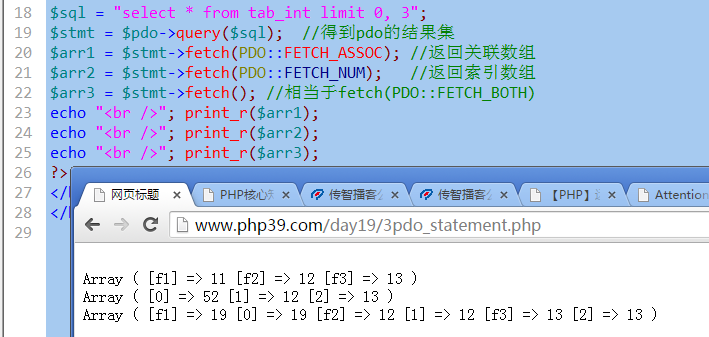 18 $sql = "select * from tab_int limit 0, 3";
19 $stmt = $pdo->query($sql);  //得到pdo的结果集
20 $arr1 = $stmt->fetch(PDO::FETCH_ASSOC); //返回关联数组
21 $arr2 = $stmt->fetch(PDO::FETCH_NUM);   //返回索引数组
22 $arr3 = $stmt->fetch(); //相当于fetch(PDO::FETCH_BOTH)
23 echo "<br />"; print_r($arr1);
24 echo "<br />"; print_r($arr2);
25 echo "<br />"; print_r($arr3);
26 ?>
27 </
28 </
29
网页标题 PHP核心 传智播客 传智播客 【PHP】 Attention
www.php39.com/day19/3pdo_statement.php
Array ( [f1] => 11 [f2] => 12 [f3] => 13 )
Array ( [0] => 52 [1] => 12 [2] => 13 )
Array ( [f1] => 19 [0] => 19 [f2] => 12 [1] => 12 [f3] => 13 [2] => 13 )